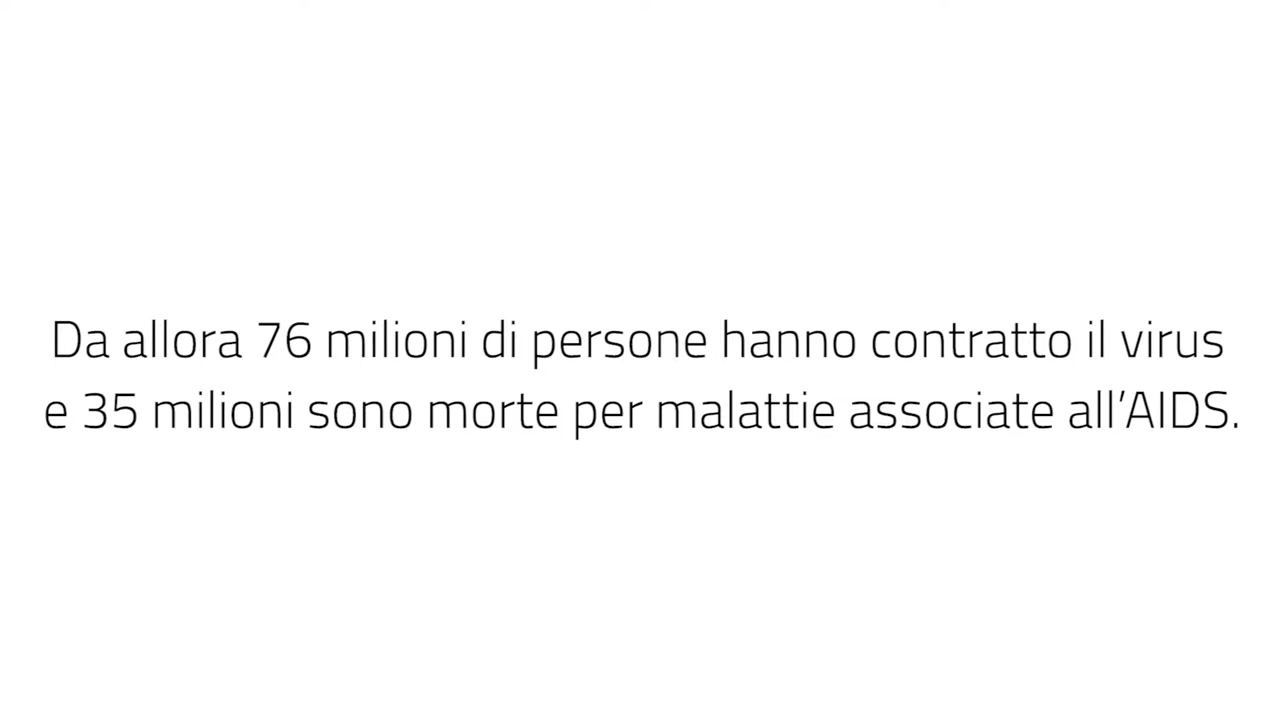 Da allora 76 milioni di persone hanno contratto il virus
e 35 milioni sono morte per malattie associate all’AIDS.